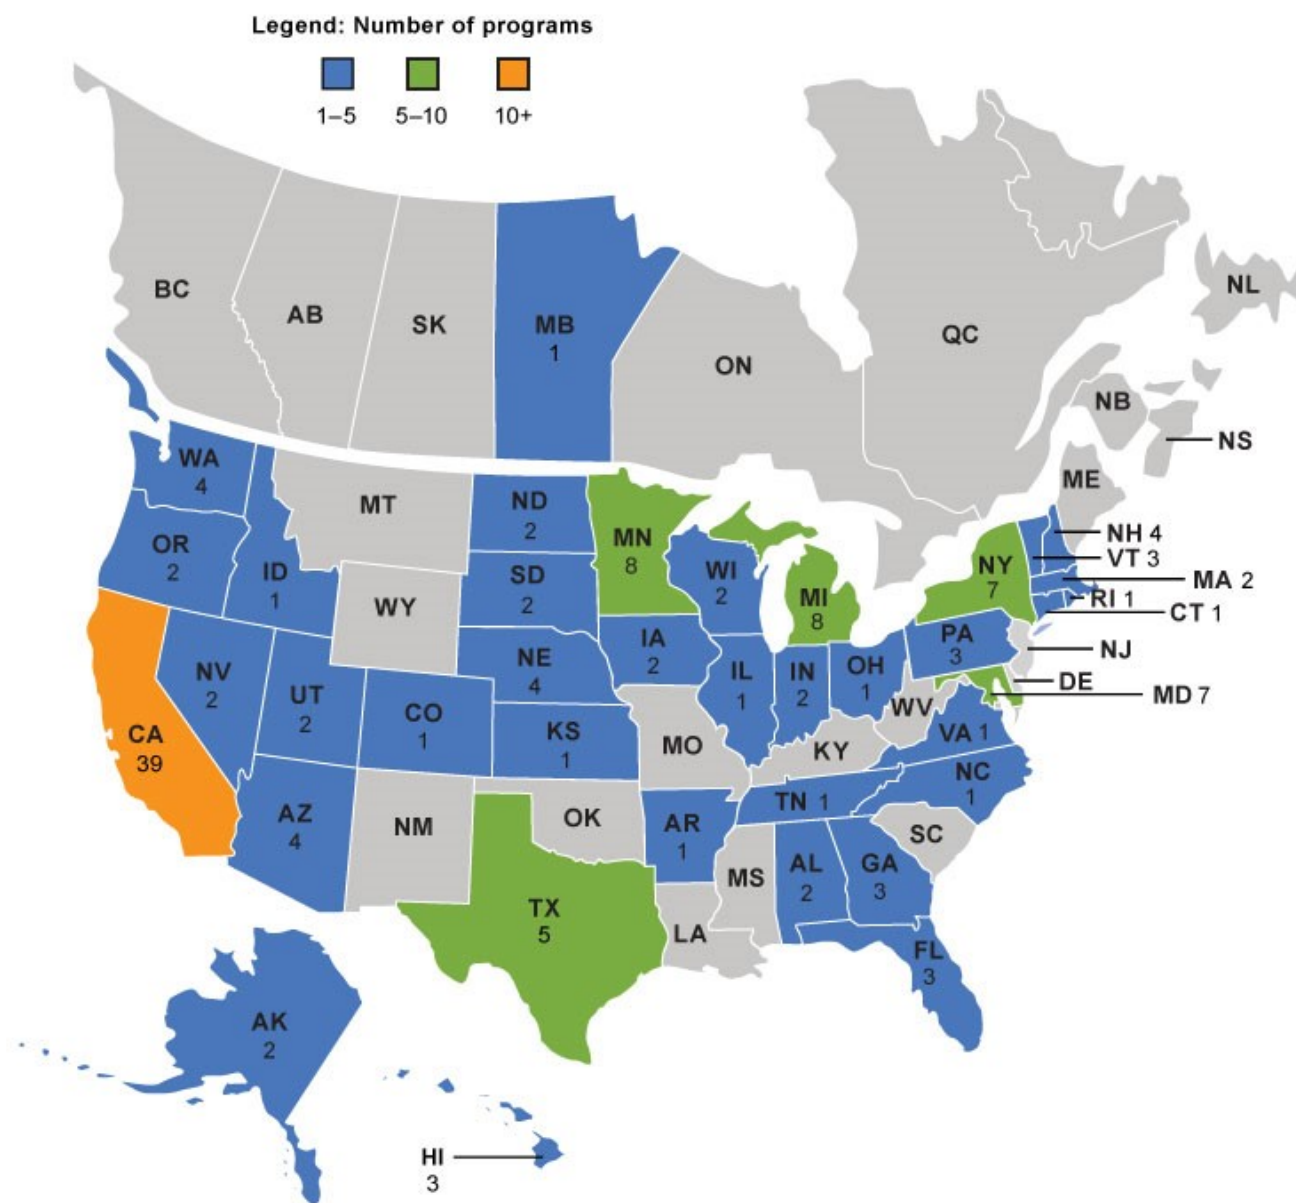 Legend: Number of programs
1–5 5–10 10+
BC
AB
SK
MB
1
ON
QC
NL
NB
NS
WA
4
MT
ND
2
MN
8
ME
OR
2
ID
1
SD
2
WI
2
MI
8
NY
7
NH 4
VT 3
MA 2
RI 1
CT 1
WY
IA
2
PA
3
NJ
NV
2
UT
2
NE
4
IL
1
IN
2
OH
1
DE
MD 7
WV
CO
1
KS
1
MO
KY
VA 1
CA
39
NC
1
TN 1
AZ
4
NM
OK
AR
1
SC
MS
AL
2
GA
3
TX
5
LA
FL
3
AK
2
HI
3